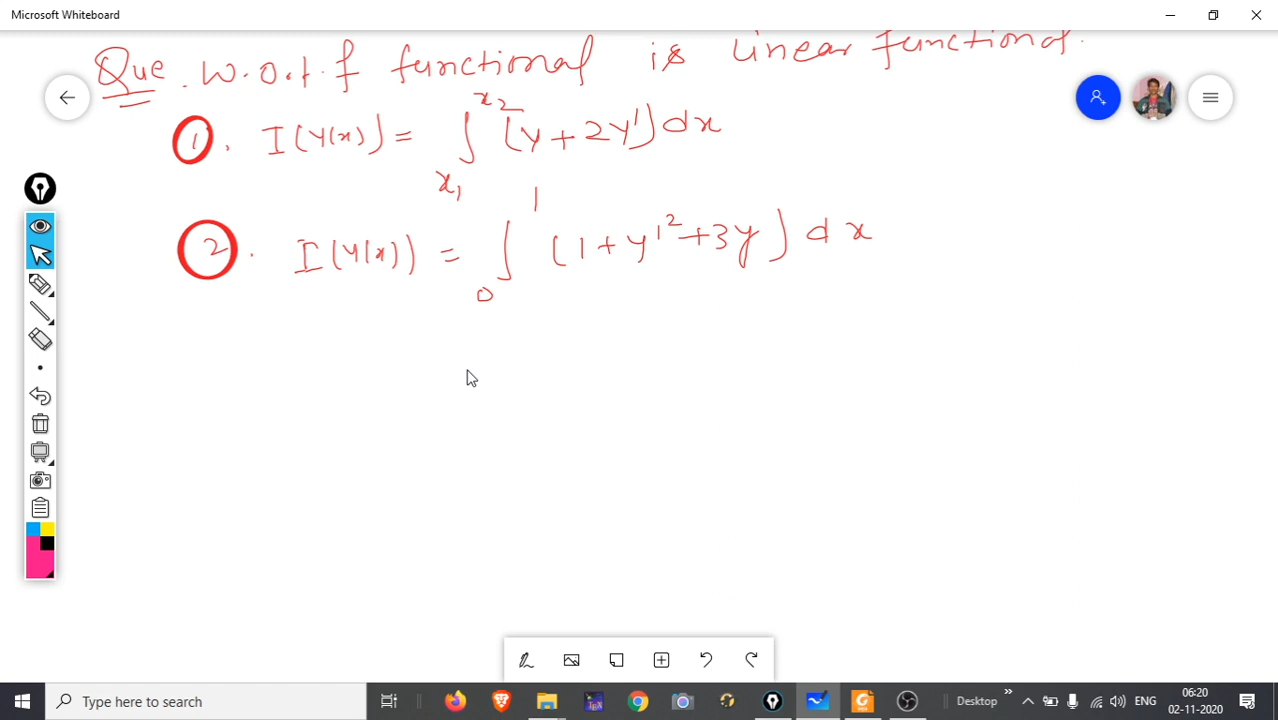 Microsoft Whiteboard
Que. W.O.t.f functional is linear functional.
1. I(y(x)) = ∫_{x₁}^{x₂} (y + 2y') dx
2. I(y(x)) = ∫_{0}^{1} (1 + y'² + 3y) dx
Type here to search
Desktop
ENG
06:20
02-11-2020